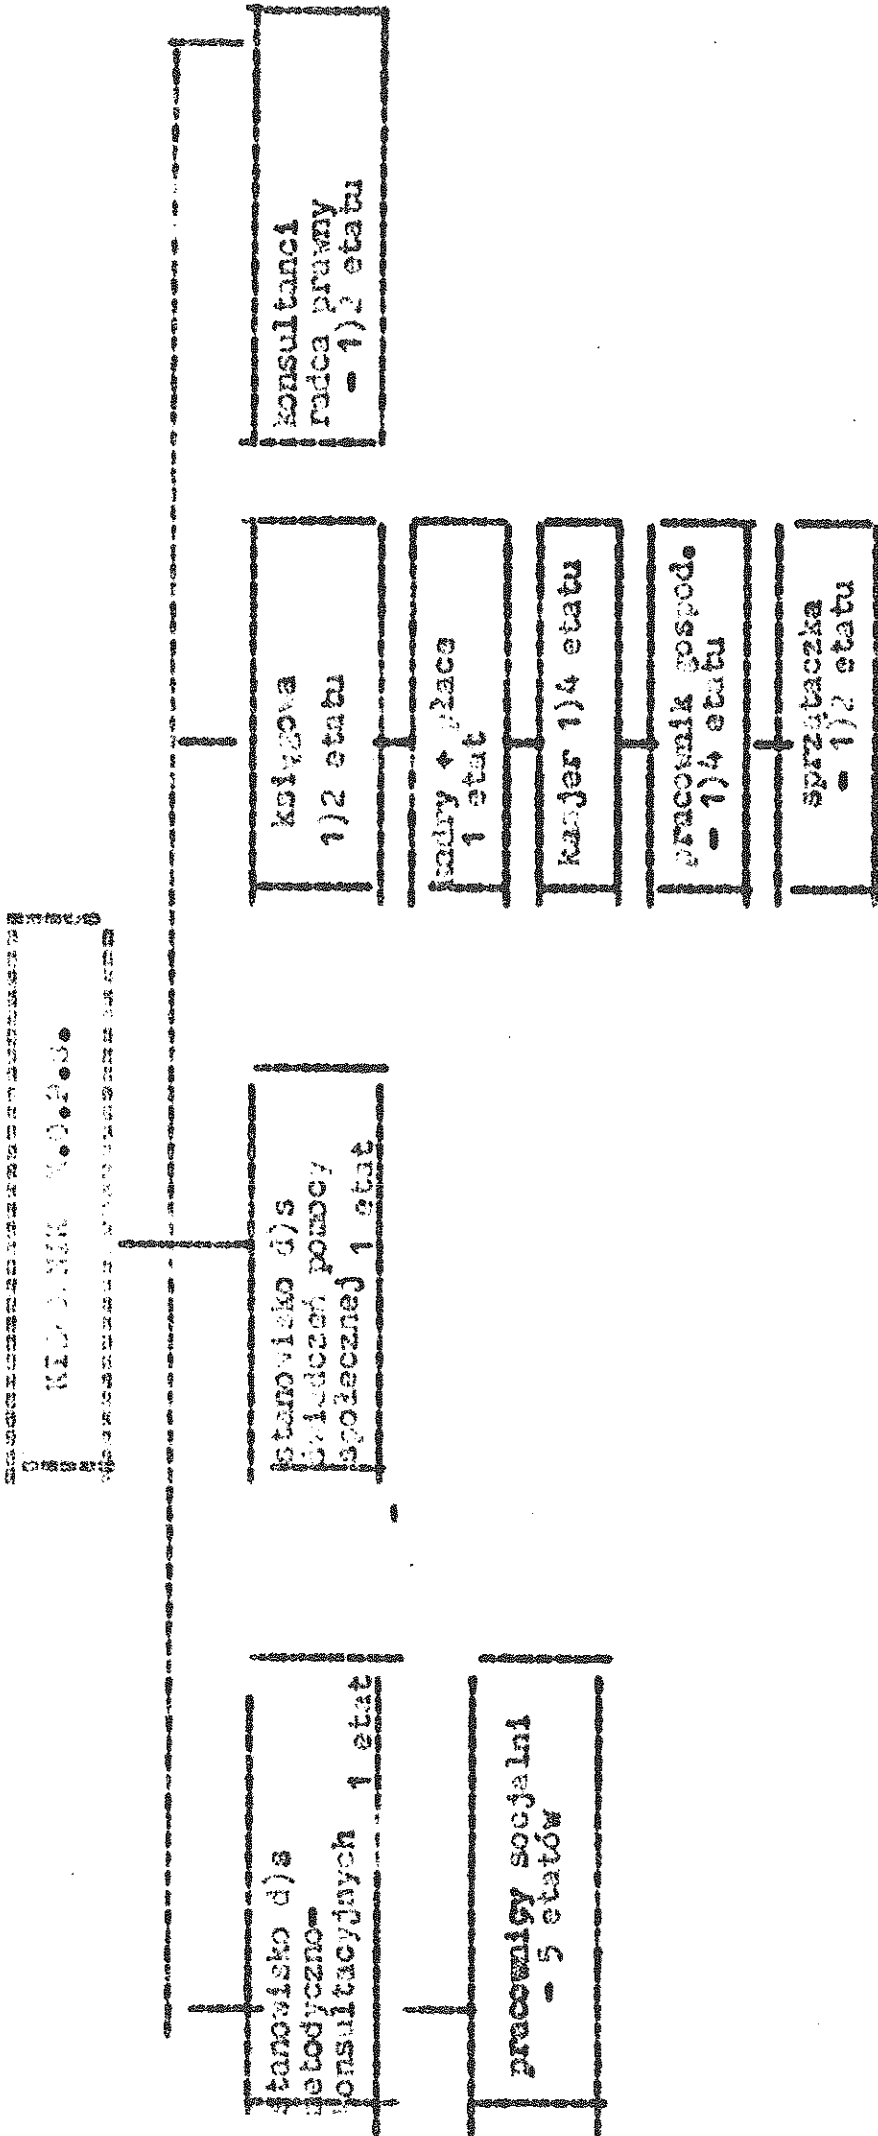 KIEROWNIK M.O.P.S.
Stanowisko d)s
metodyczno-
konsultacyjnych 1 etat
pracownicy socjalni
- 5 etatów
stanowisko d)s
świadczeń pomocy
społecznej 1 etat
księgowa
1)2 etatu
kadry + płaca
1 etat
kasjer 1)4 etatu
pracownik gospod.
- 1)4 etatu
sprzątaczka
- 1)2 etatu
konsultanci
radca prawny
- 1)2 etatu